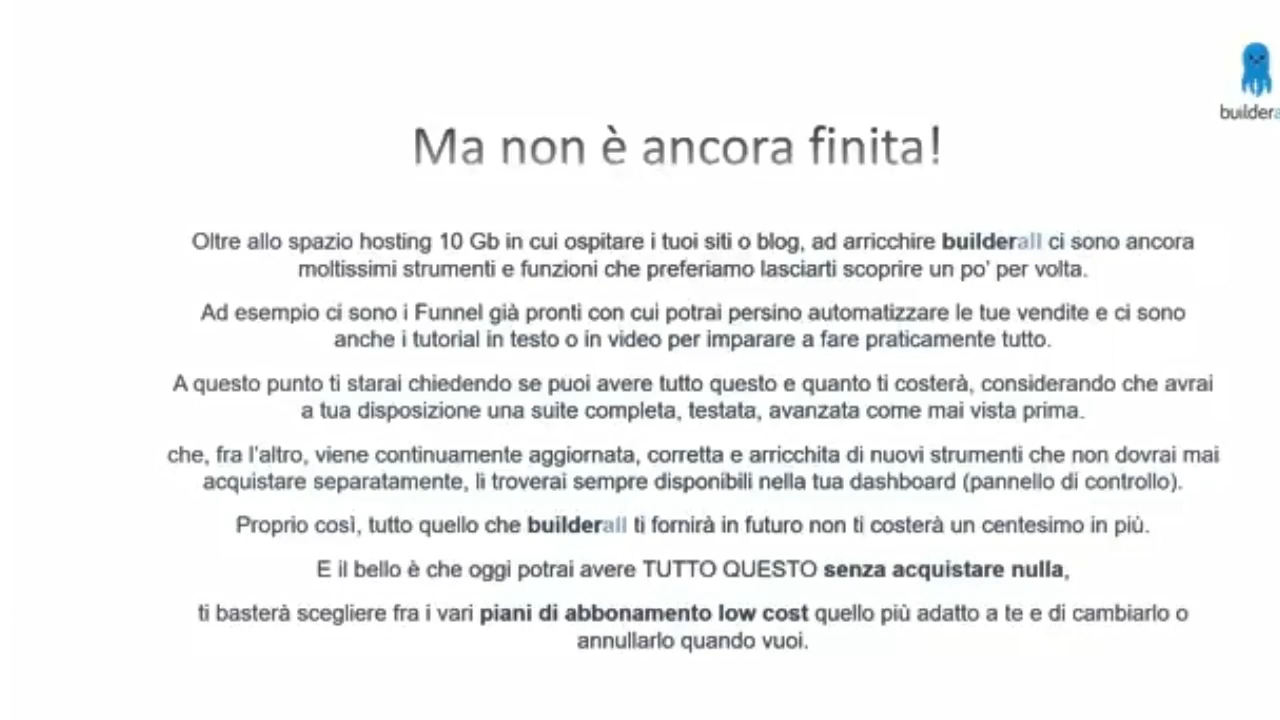 buildera
Ma non è ancora finita!
Oltre allo spazio hosting 10 Gb in cui ospitare i tuoi siti o blog, ad arricchire builderall ci sono ancora
moltissimi strumenti e funzioni che preferiamo lasciarti scoprire un po' per volta.
Ad esempio ci sono i Funnel già pronti con cui potrai persino automatizzare le tue vendite e ci sono
anche i tutorial in testo o in video per imparare a fare praticamente tutto.
A questo punto ti starai chiedendo se puoi avere tutto questo e quanto ti costerà, considerando che avrai
a tua disposizione una suite completa, testata, avanzata come mai vista prima.
che, fra l'altro, viene continuamente aggiornata, corretta e arricchita di nuovi strumenti che non dovrai mai
acquistare separatamente, li troverai sempre disponibili nella tua dashboard (pannello di controllo).
Proprio così, tutto quello che builderall ti fornirà in futuro non ti costerà un centesimo in più.
E il bello è che oggi potrai avere TUTTO QUESTO senza acquistare nulla,
ti basterà scegliere fra i vari piani di abbonamento low cost quello più adatto a te e di cambiarlo o
annullarlo quando vuoi.